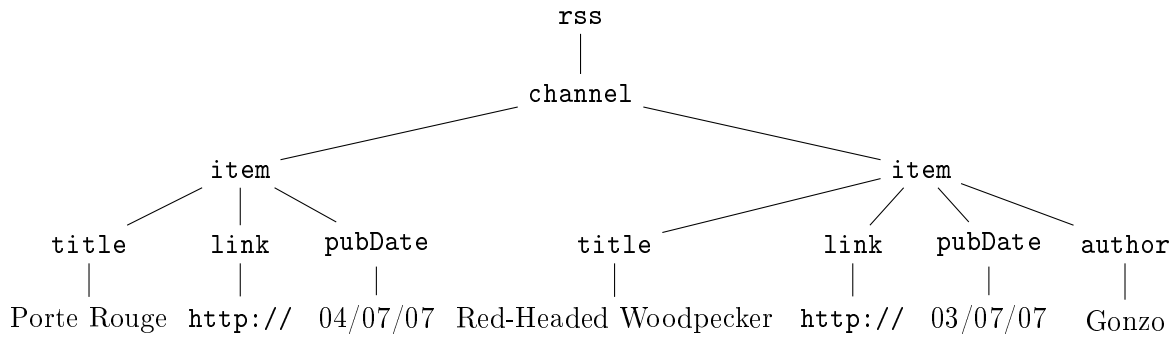 rss
channel
item item
title link pubDate title link pubDate author
Porte Rouge http:// 04/07/07 Red-Headed Woodpecker http:// 03/07/07 Gonzo